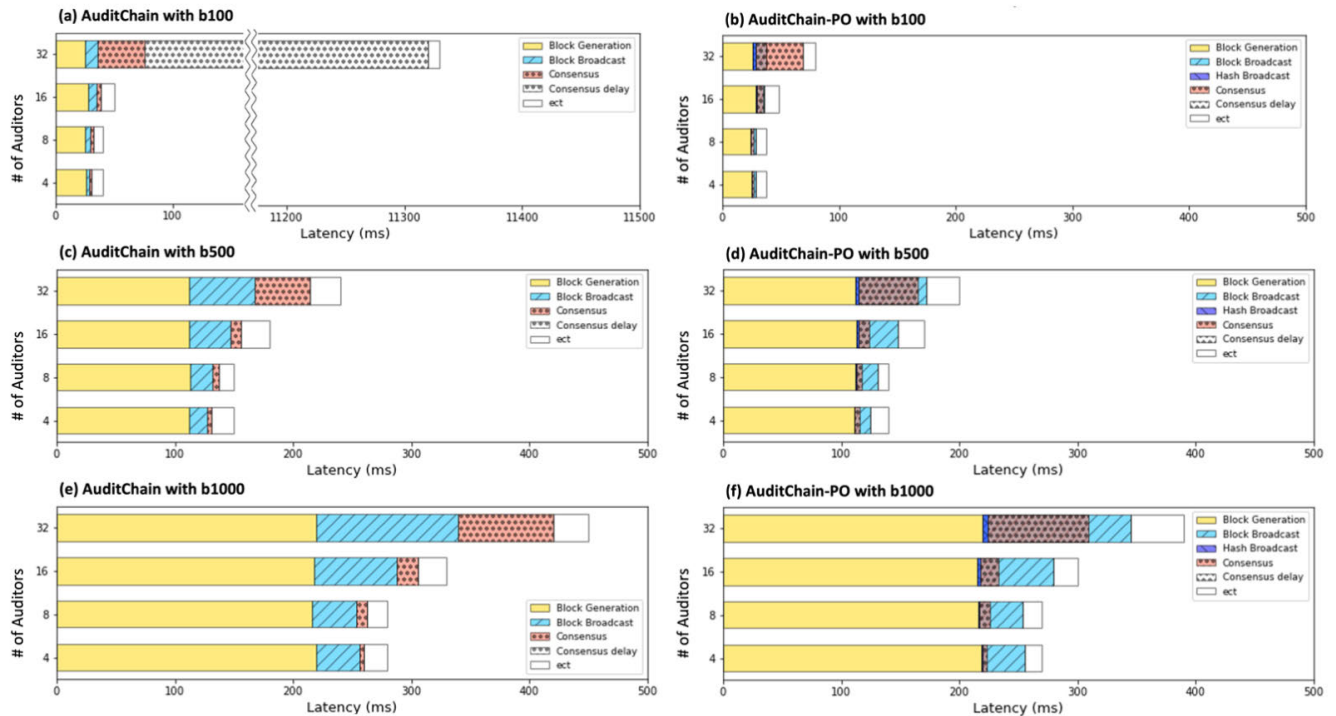 (a) AuditChain with b100
# of Auditors
32
16
8
4
0
100
11200
11300
11400
11500
Latency (ms)
Block Generation
Block Broadcast
Consensus
Consensus delay
ect
(b) AuditChain-PO with b100
# of Auditors
32
16
8
4
0
100
200
300
400
500
Latency (ms)
Block Generation
Block Broadcast
Hash Broadcast
Consensus
Consensus delay
ect
(c) AuditChain with b500
# of Auditors
32
16
8
4
0
100
200
300
400
500
Latency (ms)
Block Generation
Block Broadcast
Consensus
Consensus delay
ect
(d) AuditChain-PO with b500
# of Auditors
32
16
8
4
0
100
200
300
400
500
Latency (ms)
Block Generation
Block Broadcast
Hash Broadcast
Consensus
Consensus delay
ect
(e) AuditChain with b1000
# of Auditors
32
16
8
4
0
100
200
300
400
500
Latency (ms)
Block Generation
Block Broadcast
Consensus
Consensus delay
ect
(f) AuditChain-PO with b1000
# of Auditors
32
16
8
4
0
100
200
300
400
500
Latency (ms)
Block Generation
Block Broadcast
Hash Broadcast
Consensus
Consensus delay
ect